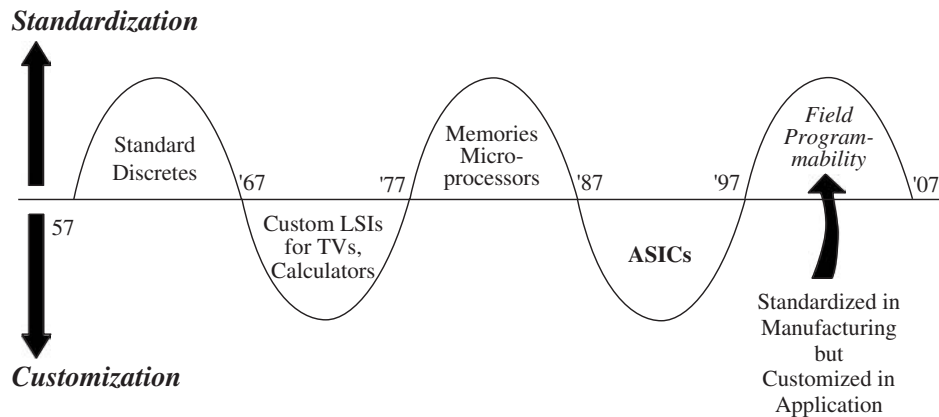 Standardization
Standard
Discretes
Memories
Micro-
processors
Field
Program-
mability
57
'67
'77
'87
'97
'07
Custom LSIs
for TVs,
Calculators
ASICs
Standardized in
Manufacturing
but
Customized in
Application
Customization